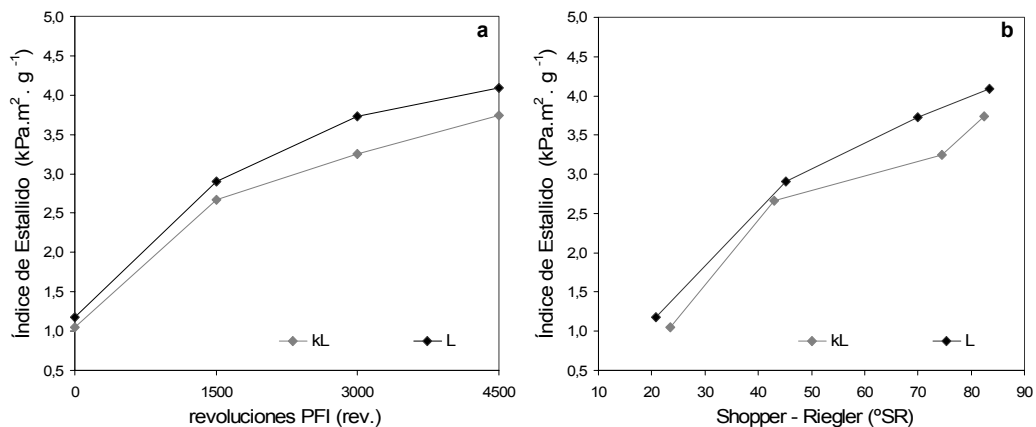 a
Índice de Estallido (kPa.m² . g⁻¹)
5,0
4,5
4,0
3,5
3,0
2,5
2,0
1,5
1,0
0,5
0 1500 3000 4500
kL L
revoluciones PFI (rev.)
b
Índice de Estallido (kPa.m² . g⁻¹)
5,0
4,5
4,0
3,5
3,0
2,5
2,0
1,5
1,0
0,5
10 20 30 40 50 60 70 80 90
kL L
Shopper - Riegler (ºSR)